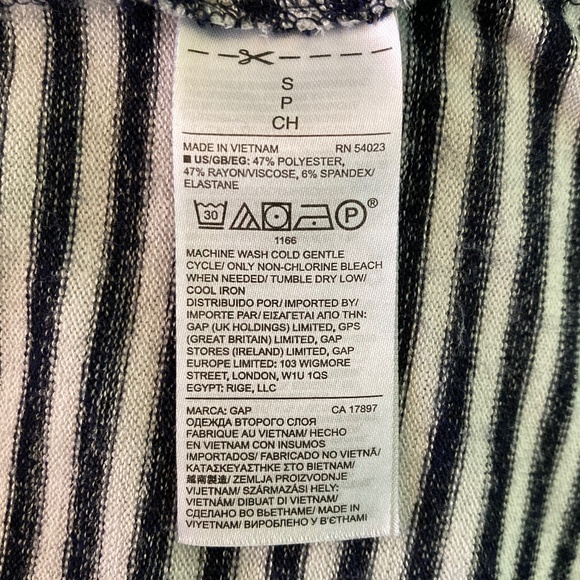 S
P
CH
MADE IN VIETNAM RN 54023
■ US/GB/EG: 47% POLYESTER,
47% RAYON/VISCOSE, 6% SPANDEX/
ELASTANE
30 P ®
1166
MACHINE WASH COLD GENTLE
CYCLE/ ONLY NON-CHLORINE BLEACH
WHEN NEEDED/ TUMBLE DRY LOW/
COOL IRON
DISTRIBUIDO POR/ IMPORTED BY/
IMPORTE PAR/ ΕΙΣΑΓΕΤΑΙ ΑΠΟ ΤΗΝ:
GAP (UK HOLDINGS) LIMITED, GPS
(GREAT BRITAIN) LIMITED, GAP
STORES (IRELAND) LIMITED, GAP
EUROPE LIMITED: 103 WIGMORE
STREET, LONDON, W1U 1QS
EGYPT: RIGE, LLC
MARCA: GAP CA 17897
ОДЕЖДА ВТОРОГО СЛОЯ
FABRIQUE AU VIETNAM/ HECHO
EN VIETNAM CON INSUMOS
IMPORTADOS/ FABRICADO NO VIETNÃ/
ΚΑΤΑΣΚΕΥΑΣΤΗΚΕ ΣΤΟ ΒΙΕΤΝΑΜ/
越南製造/ ZEMLJA PROIZVODNJE
VIJETNAM/ SZÁRMAZÁSI HELY:
VIETNÁM/ DIBUAT DI VIETNAM/
СДЕЛАНО ВО ВЬЕТНАМЕ/ MADE IN
VIYETNAM/ ВИРОБЛЕНО У В'ЄТНАМІ